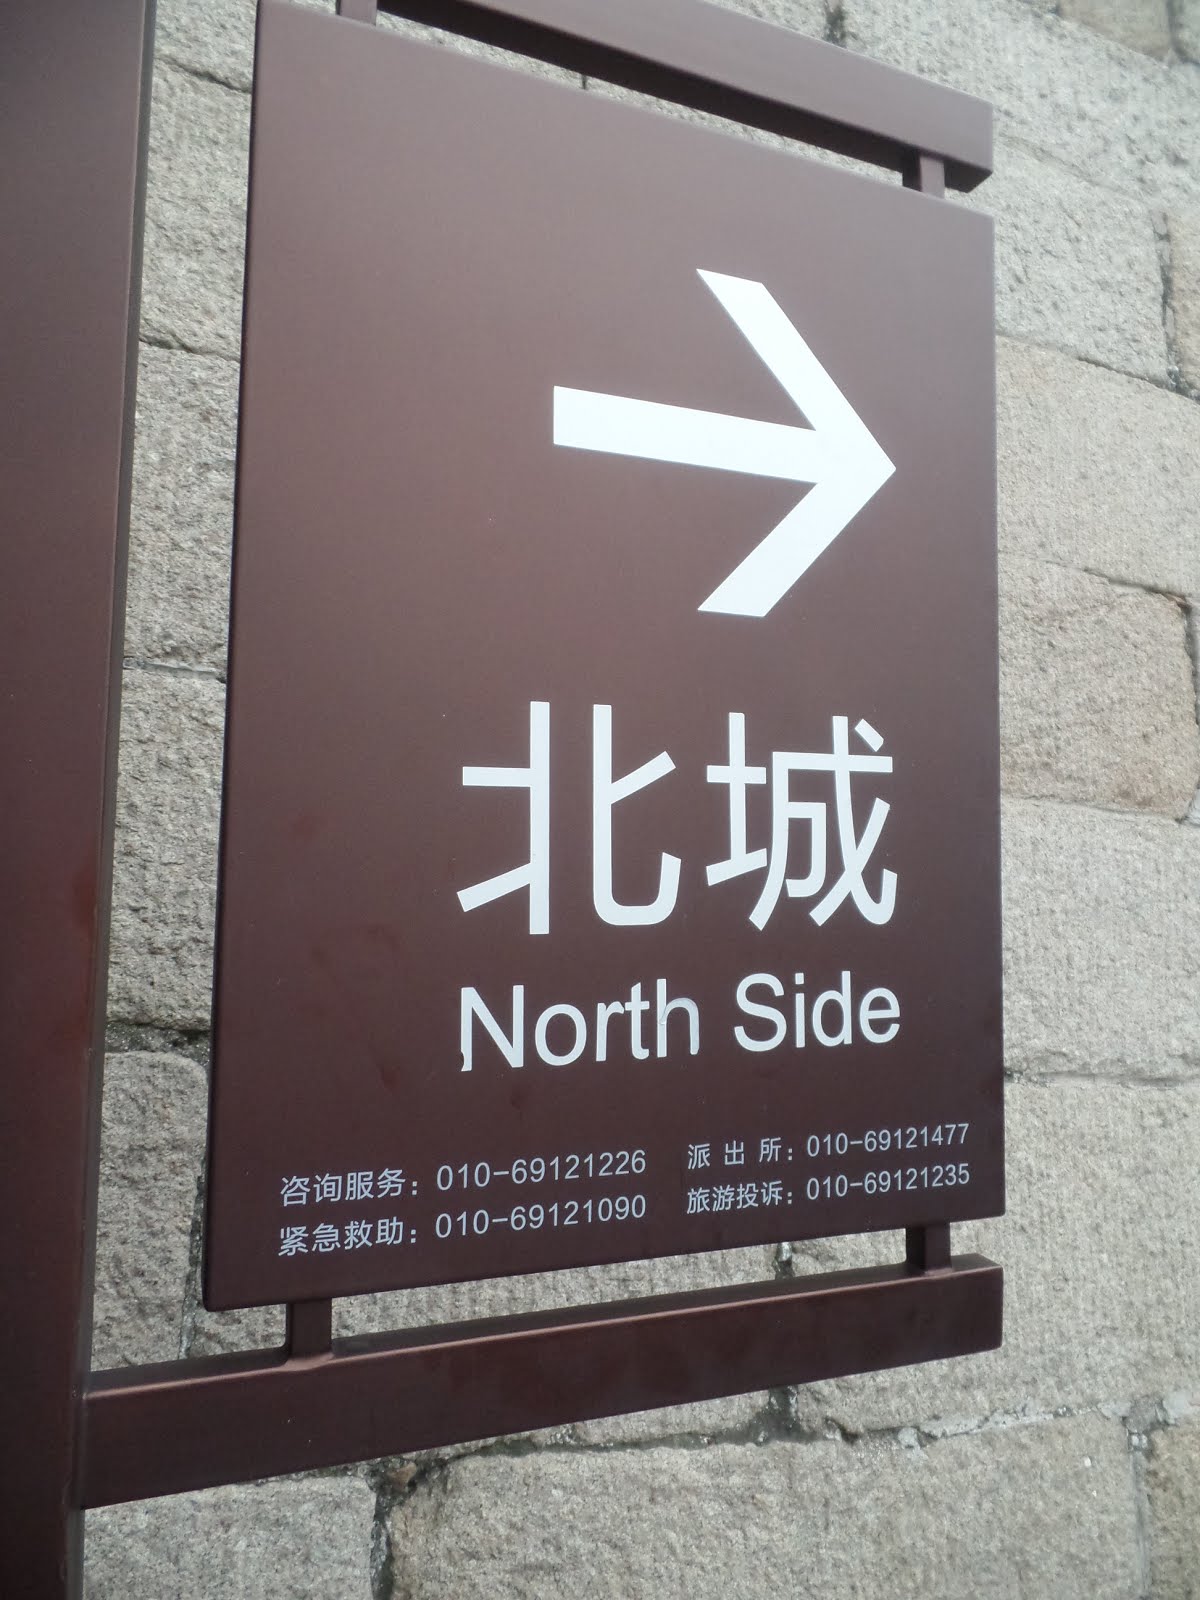 北城
North Side
咨询服务：010-69121226
紧急救助：010-69121090
派出所：010-69121477
旅游投诉：010-69121235